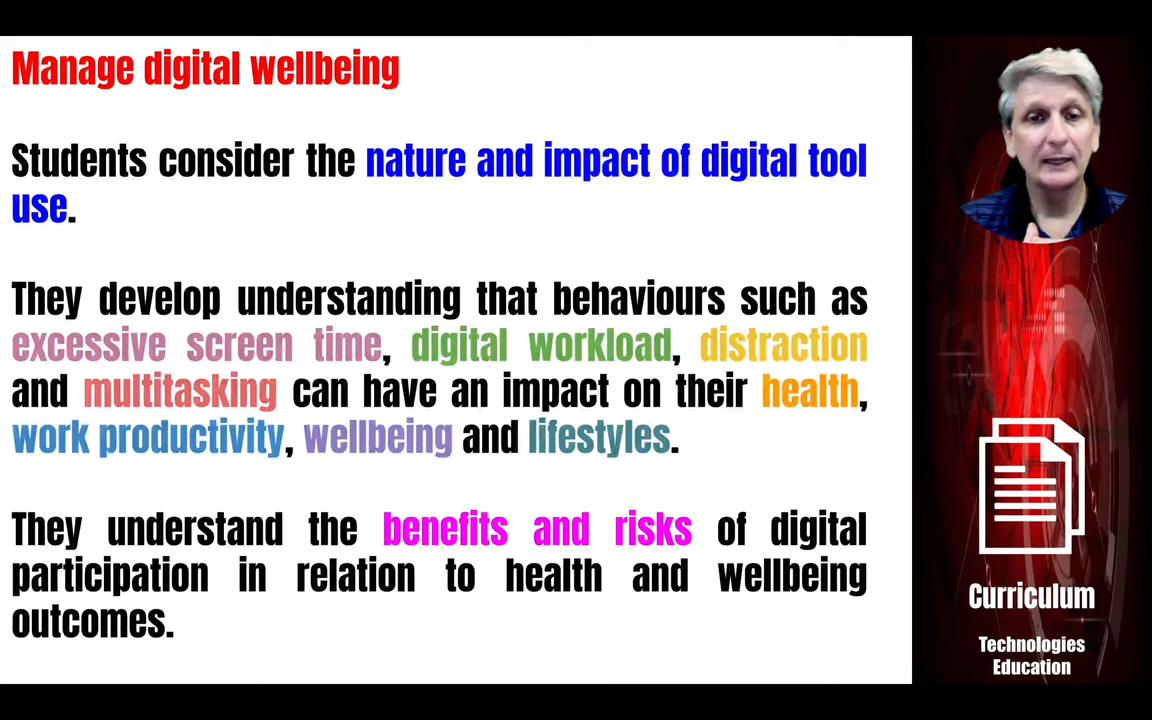 Manage digital wellbeing
Students consider the nature and impact of digital tool
use.
They develop understanding that behaviours such as
excessive screen time, digital workload, distraction
and multitasking can have an impact on their health,
work productivity, wellbeing and lifestyles.
They understand the benefits and risks of digital
participation in relation to health and wellbeing
outcomes.
Curriculum
Technologies
Education